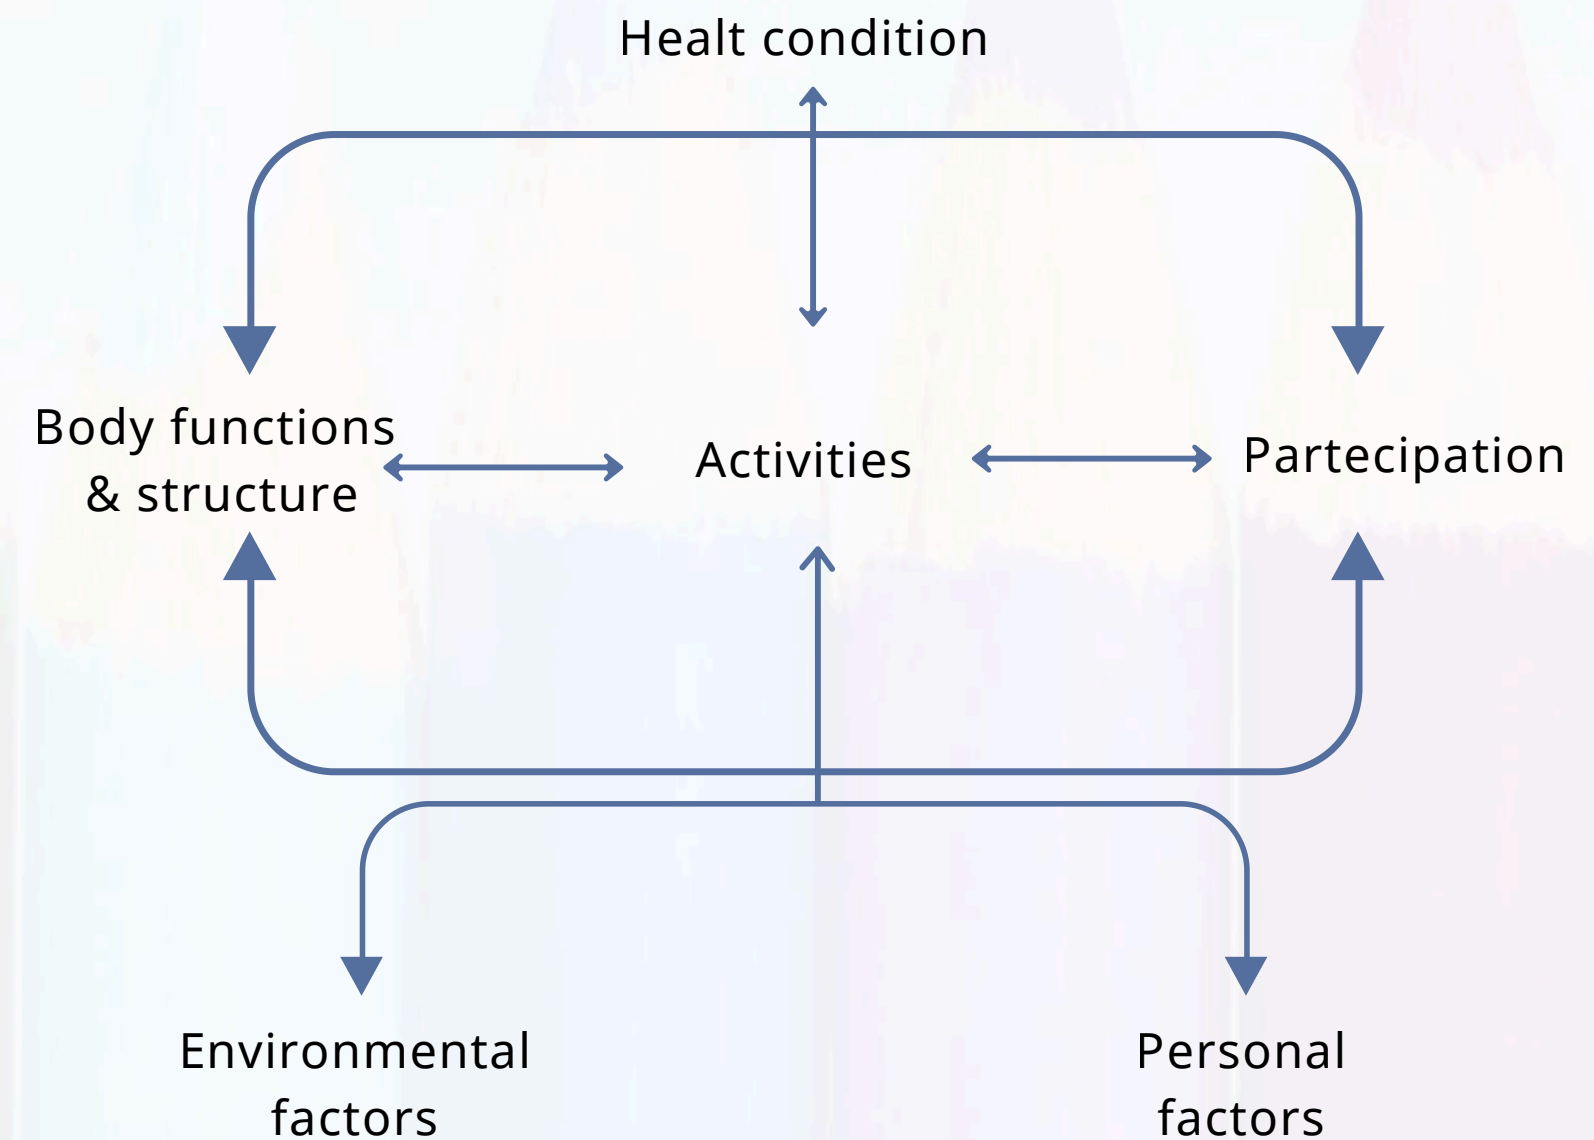 Healt condition
Body functions
& structure
Activities
Partecipation
Environmental
factors
Personal
factors